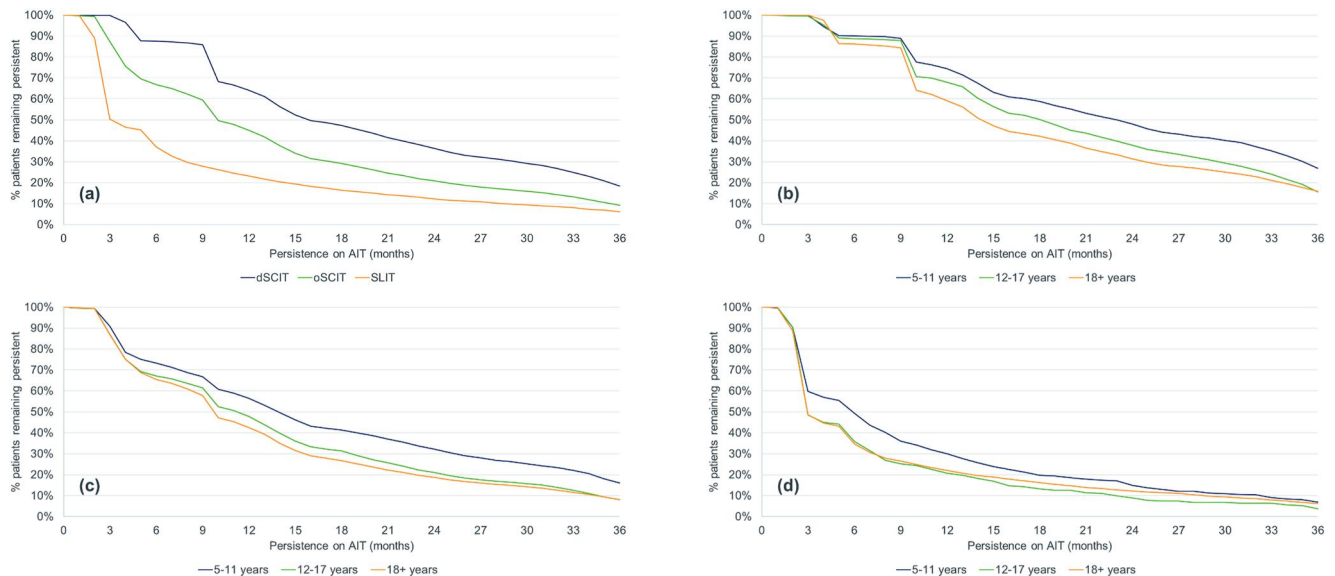 100%
90%
80%
70%
60%
50%
40%
30%
20%
10%
0%
% patients remaining persistent
(a)
0 3 6 9 12 15 18 21 24 27 30 33 36
Persistence on AIT (months)
dSCIT oSCIT SLIT
100%
90%
80%
70%
60%
50%
40%
30%
20%
10%
0%
% patients remaining persistent
(b)
0 3 6 9 12 15 18 21 24 27 30 33 36
Persistence on AIT (months)
5-11 years 12-17 years 18+ years
100%
90%
80%
70%
60%
50%
40%
30%
20%
10%
0%
% patients remaining persistent
(c)
0 3 6 9 12 15 18 21 24 27 30 33 36
Persistence on AIT (months)
5-11 years 12-17 years 18+ years
100%
90%
80%
70%
60%
50%
40%
30%
20%
10%
0%
% patients remaining persistent
(d)
0 3 6 9 12 15 18 21 24 27 30 33 36
Persistence on AIT (months)
5-11 years 12-17 years 18+ years